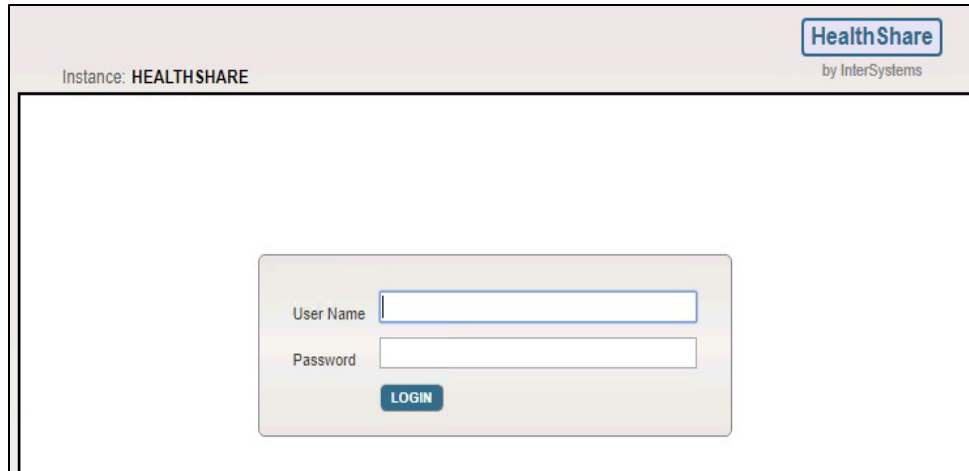 HealthShare
by InterSystems
Instance: HEALTHSHARE
User Name
Password
LOGIN